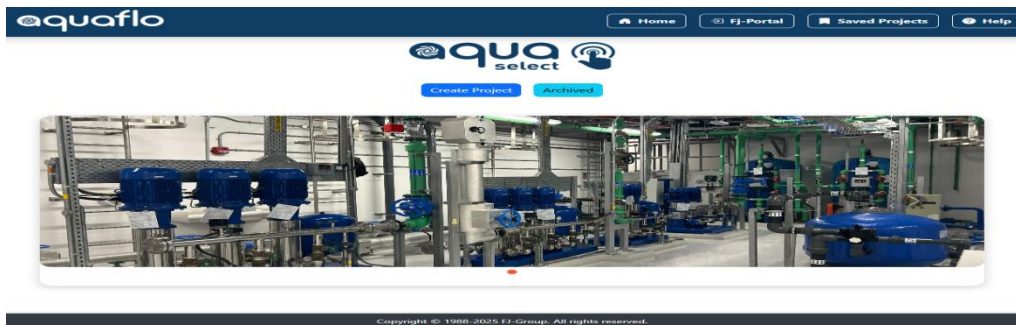 aquaflo
Home
Fj-Portal
Saved Projects
Help
aqua
select
Create Project
Archived
Copyright © 1988-2025 FJ-Group. All rights reserved.